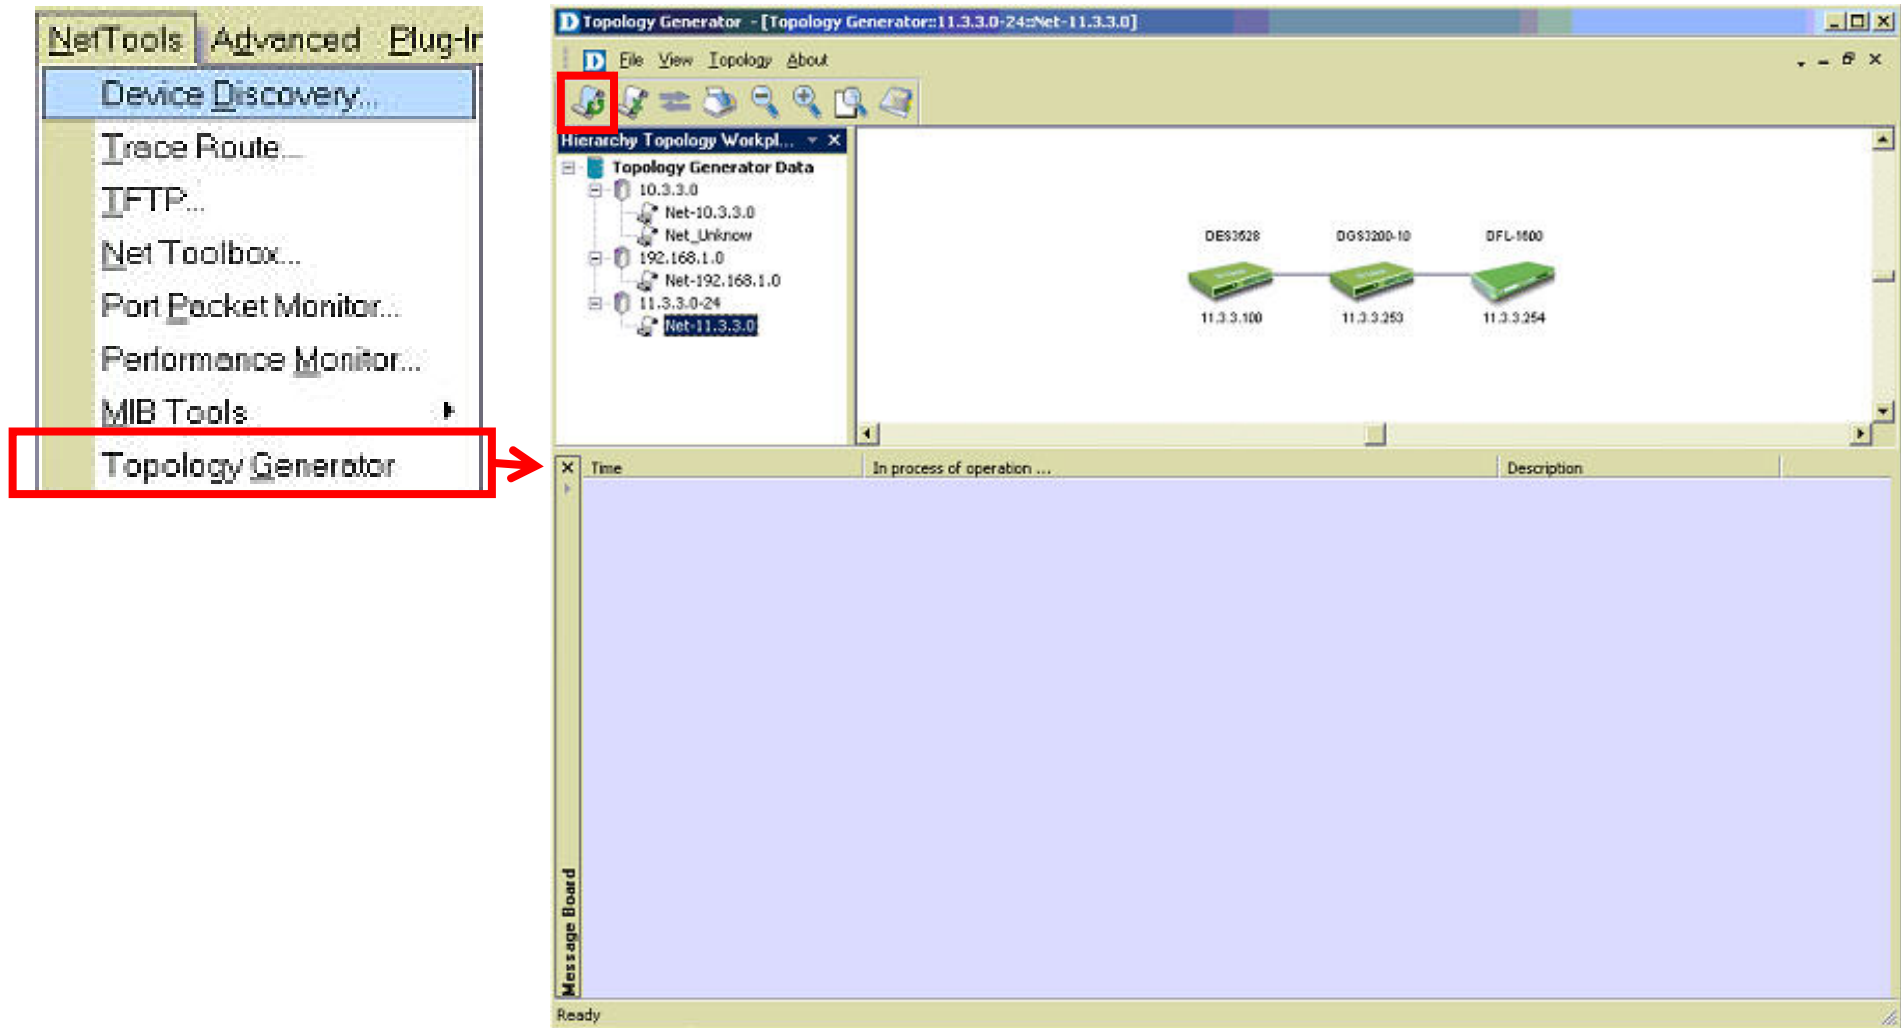 NetTools Advanced Plug-In
Device Discovery...
Trace Route...
TFTP...
Net Toolbox...
Port Packet Monitor...
Performance Monitor...
MIB Tools
Topology Generator
D Topology Generator - [Topology Generator::11.3.3.0-24::Net-11.3.3.0]
D File View Topology About
Hierarchy Topology Workpl...
Topology Generator Data
10.3.3.0
Net-10.3.3.0
Net_Unknow
192.168.1.0
Net-192.168.1.0
11.3.3.0-24
Net-11.3.3.0
DES3528 DGS3200-10 DFL-1600
11.3.3.100 11.3.3.253 11.3.3.254
Time In process of operation ... Description
Message Board
Ready